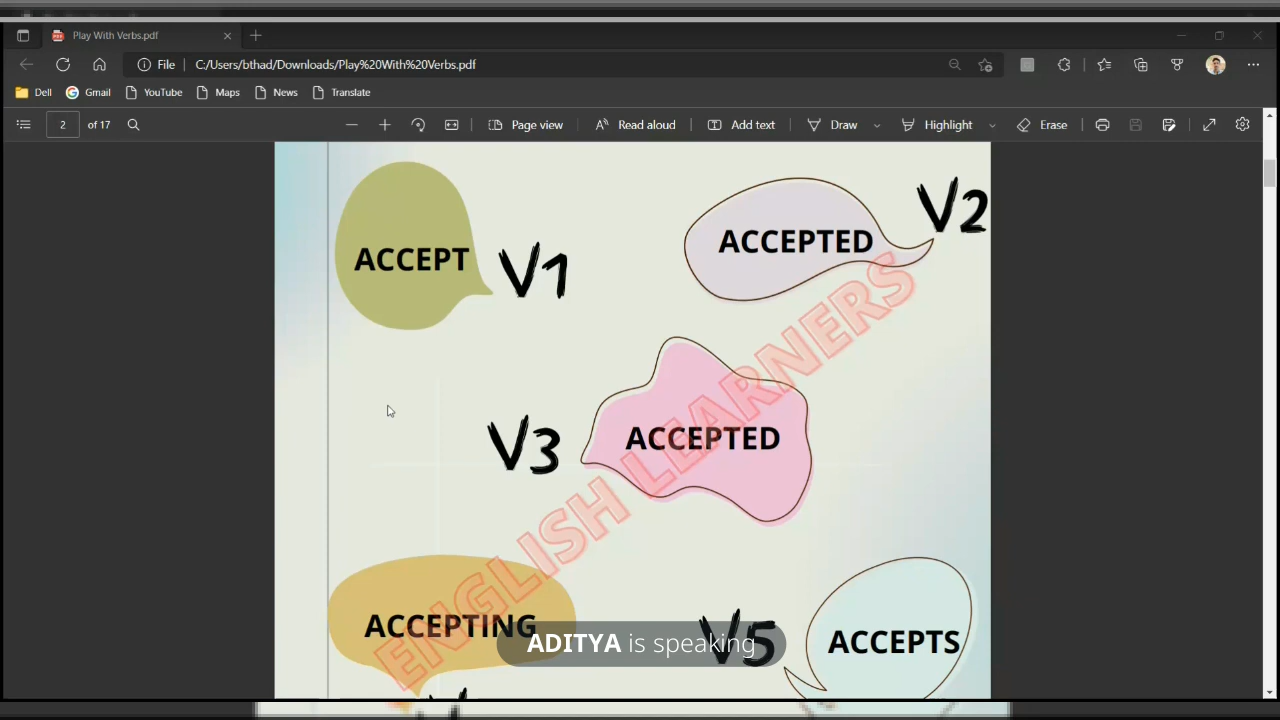 Play With Verbs.pdf
File
C:/Users/bthad/Downloads/Play%20With%20Verbs.pdf
Dell
Gmail
YouTube
Maps
News
Translate
2 of 17
Page view
Read aloud
Add text
Draw
Highlight
Erase
ACCEPT V1
ACCEPTED V2
V3 ACCEPTED
ENGLISH LEARNERS
ACCEPTING
V5 ACCEPTS
ADITYA is speaking